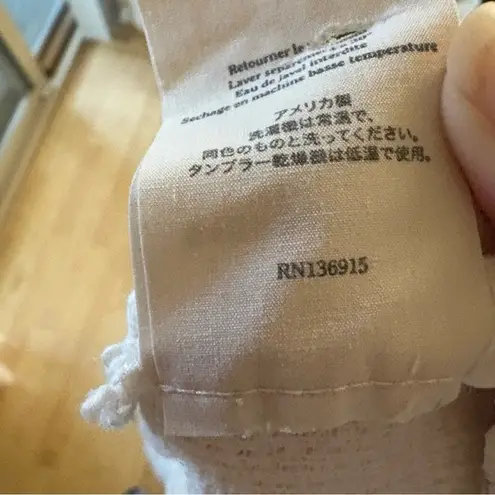 Retourner le
Laver séparément
Eau de javel interdite
Sechage en machine basse temperature
アメリカ製
洗濯機は常温で、
同色のものと洗ってください。
タンブラー乾燥機は低温で使用。
RN136915